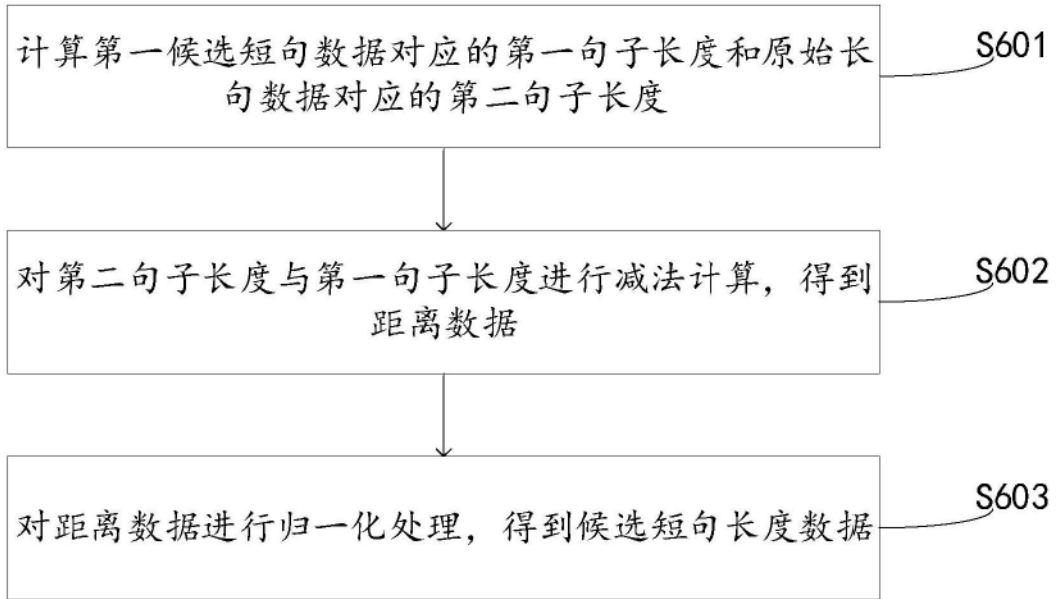 计算第一候选短句数据对应的第一句子长度和原始长
句数据对应的第二句子长度
S601
对第二句子长度与第一句子长度进行减法计算，得到
距离数据
S602
对距离数据进行归一化处理，得到候选短句长度数据
S603